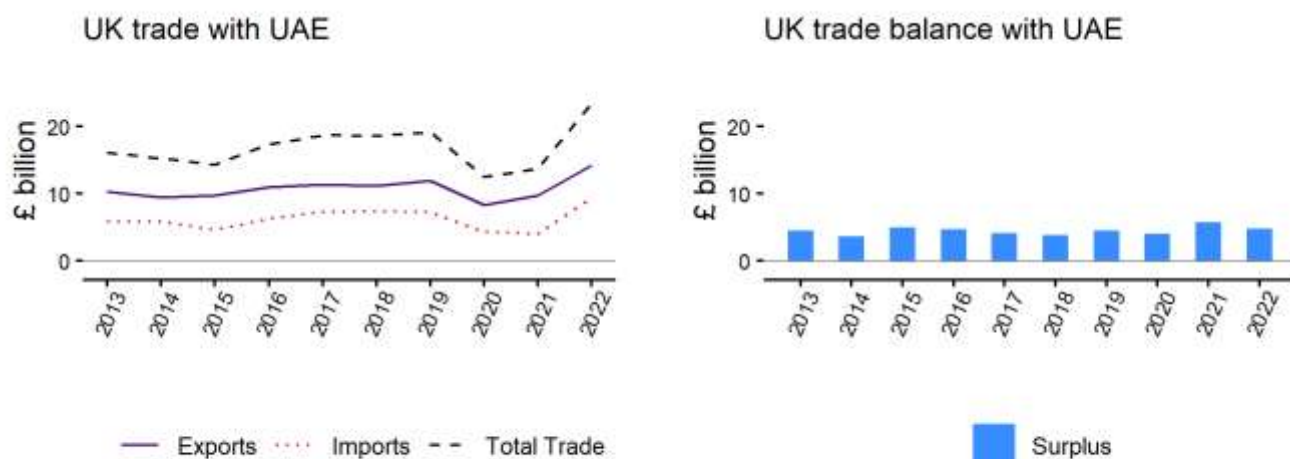 UK trade with UAE
£ billion
20
10
0
2013 2014 2015 2016 2017 2018 2019 2020 2021 2022
Exports Imports Total Trade
UK trade balance with UAE
£ billion
20
10
0
2013 2014 2015 2016 2017 2018 2019 2020 2021 2022
Surplus